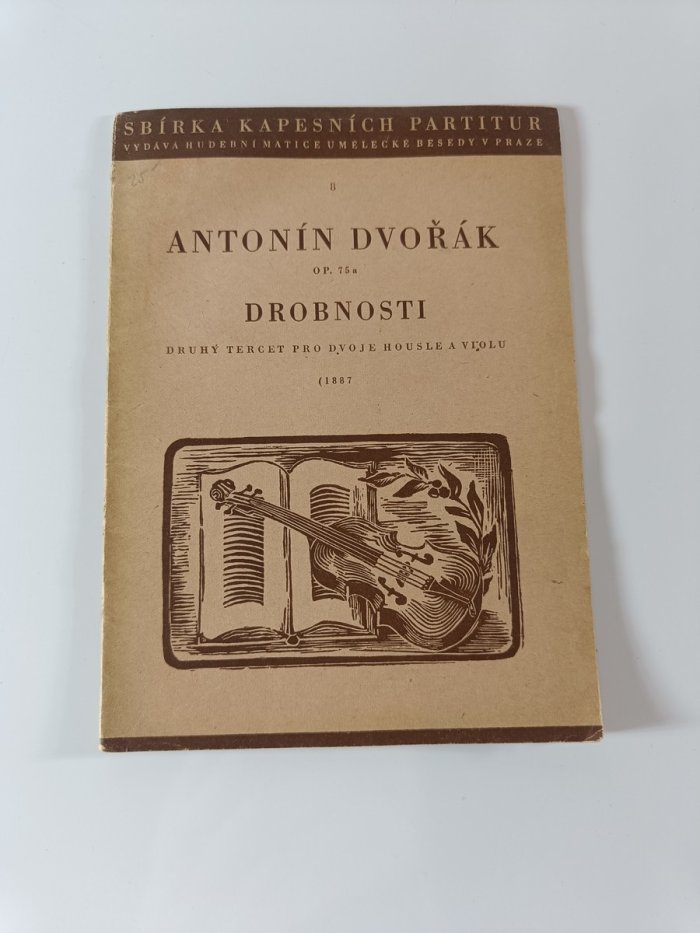 SBÍRKA KAPESNÍCH PARTITUR
VYDÁVÁ HUDEBNÍ MATICE UMĚLECKÉ BESEDY V PRAZE
25-
8
ANTONÍN DVOŘÁK
OP. 75a
DROBNOSTI
DRUHÝ TERCET PRO DVOJE HOUSLE A VIOLU
(1887